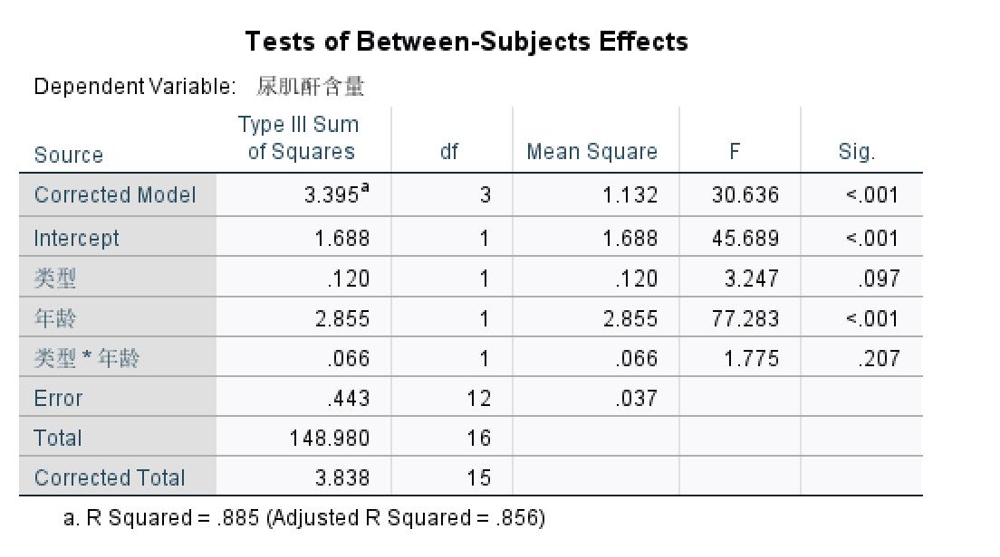 Tests of Between-Subjects Effects
Dependent Variable: 尿肌酐含量
Source Type III Sum of Squares df Mean Square F Sig.
Corrected Model 3.395a 3 1.132 30.636 <.001
Intercept 1.688 1 1.688 45.689 <.001
类型 .120 1 .120 3.247 .097
年龄 2.855 1 2.855 77.283 <.001
类型 * 年龄 .066 1 .066 1.775 .207
Error .443 12 .037
Total 148.980 16
Corrected Total 3.838 15
a. R Squared = .885 (Adjusted R Squared = .856)